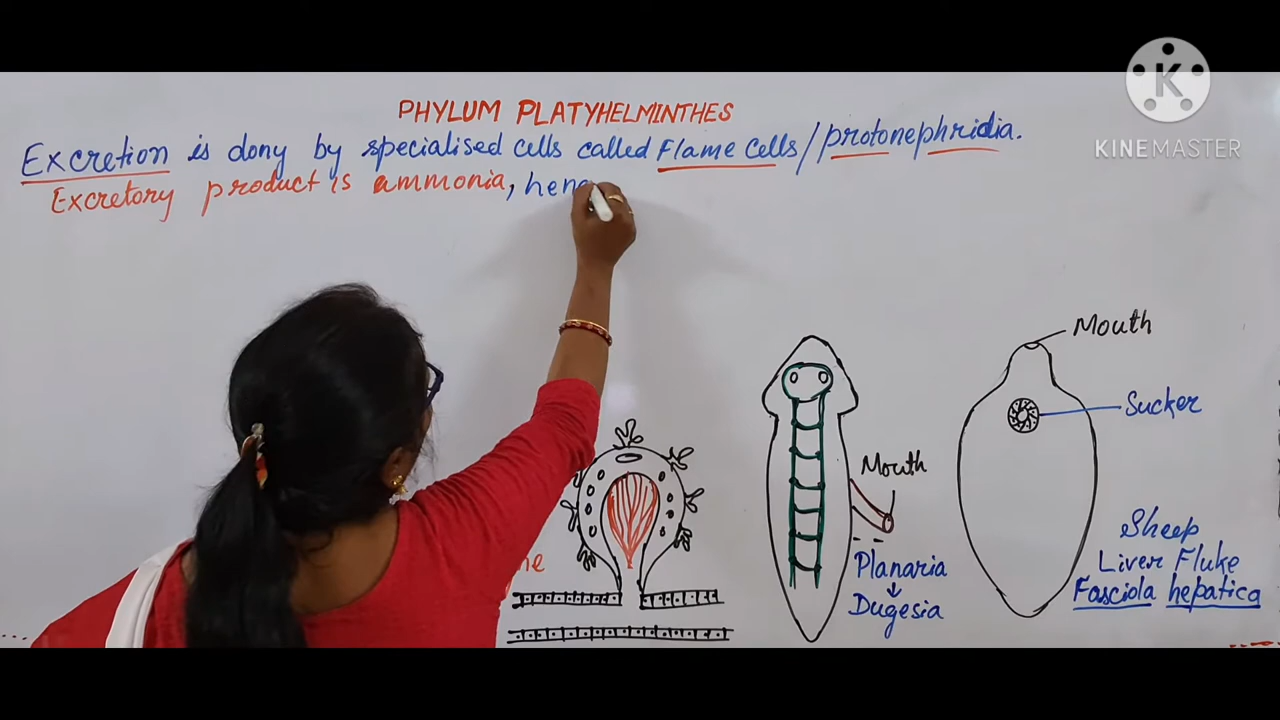 PHYLUM PLATYHELMINTHES
Excretion is dony by specialised cells called Flame Cells/protonephridia.
Excretory product is ammonia, hen
Mouth
Sucker
Mouth
Sheep
Liver Fluke
Fasciola hepatica
Planaria
Dugesia
K
KINEMASTER